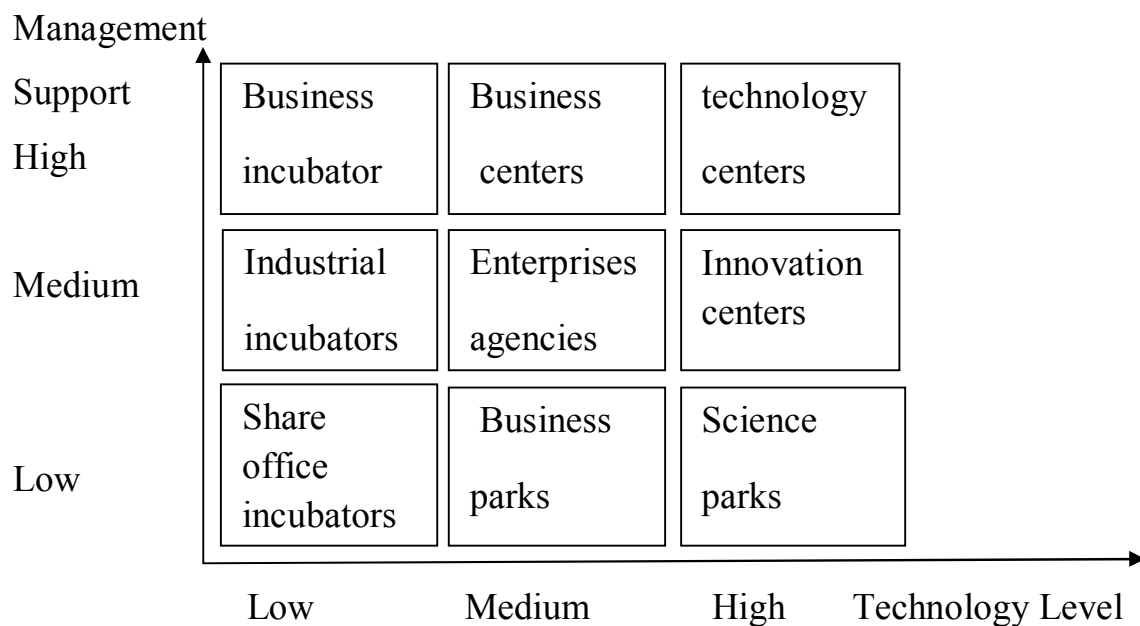 Management
Support
High
Business
incubator
Business
centers
technology
centers
Medium
Industrial
incubators
Enterprises
agencies
Innovation
centers
Low
Share
office
incubators
Business
parks
Science
parks
Low Medium High Technology Level